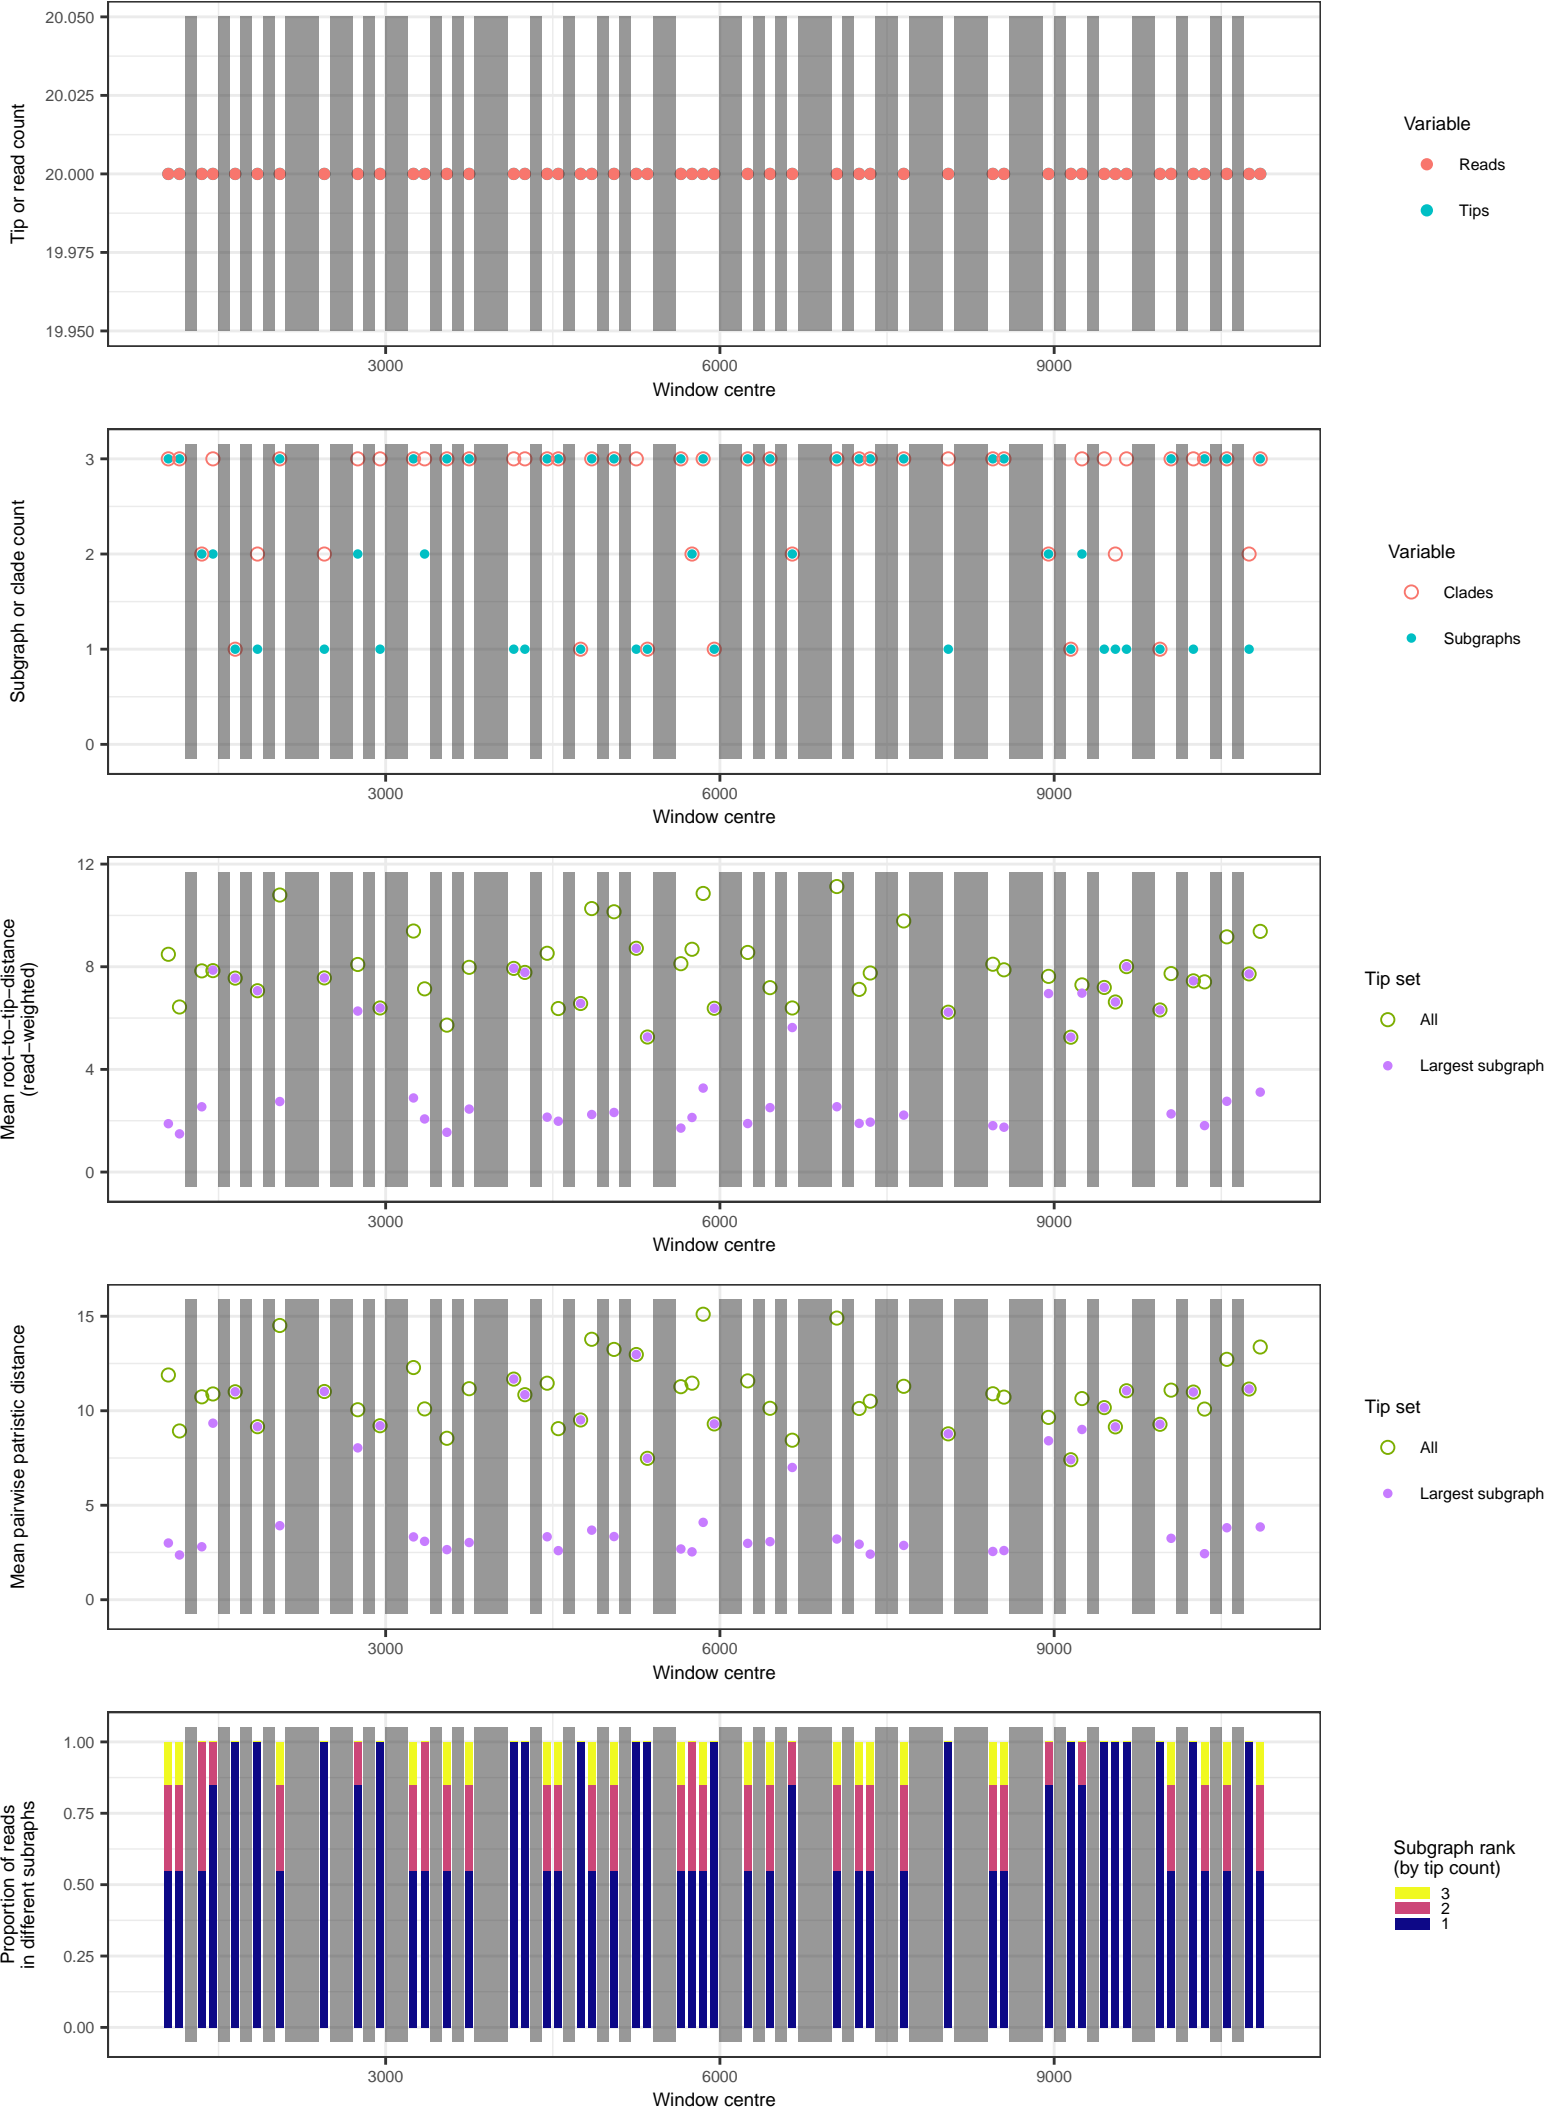 20.050
20.025
20.000
19.975
19.950
Tip or read count
3000
6000
9000
Window centre
Variable
Reads
Tips
3
2
1
0
Subgraph or clade count
3000
6000
9000
Window centre
Variable
Clades
Subgraphs
12
8
4
0
Mean root−to−tip−distance
(read−weighted)
3000
6000
9000
Window centre
Tip set
All
Largest subgraph
15
10
5
0
Mean pairwise patristic distance
3000
6000
9000
Window centre
Tip set
All
Largest subgraph
1.00
0.75
0.50
0.25
0.00
Proportion of reads
in different subraphs
3000
6000
9000
Window centre
Subgraph rank
(by tip count)
3
2
1